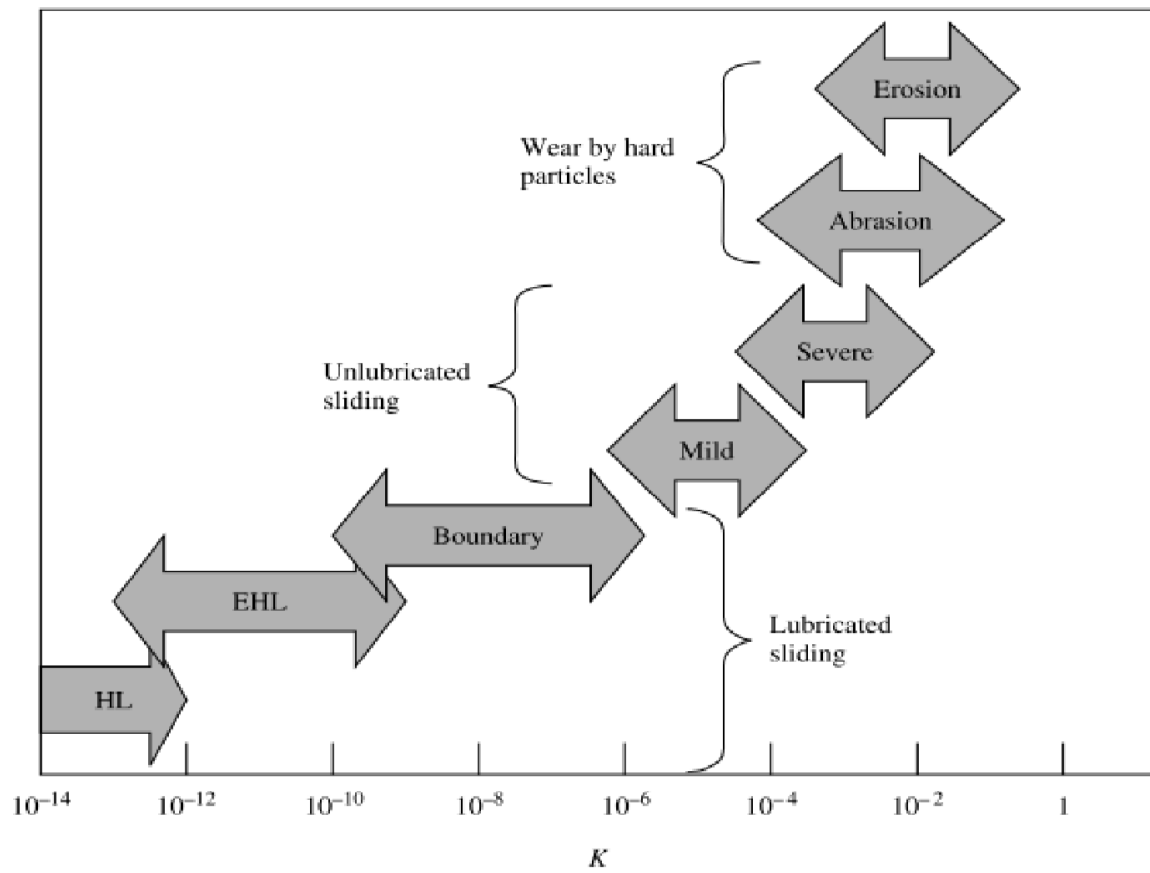 Erosion
Wear by hard
particles
Abrasion
Severe
Unlubricated
sliding
Mild
Boundary
EHL
Lubricated
sliding
HL
10⁻¹⁴ 10⁻¹² 10⁻¹⁰ 10⁻⁸ 10⁻⁶ 10⁻⁴ 10⁻² 1
K